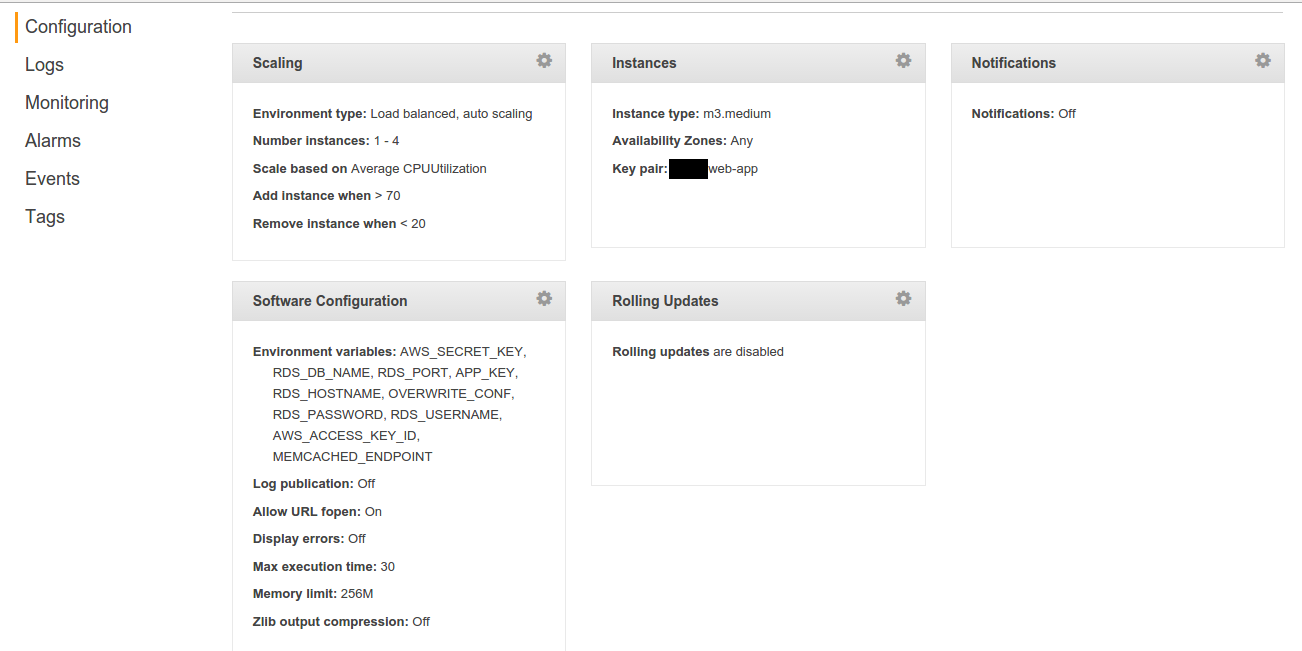 Configuration
Logs
Monitoring
Alarms
Events
Tags
Scaling
Environment type: Load balanced, auto scaling
Number instances: 1 - 4
Scale based on Average CPUUtilization
Add instance when > 70
Remove instance when < 20
Instances
Instance type: m3.medium
Availability Zones: Any
Key pair: web-app
Notifications
Notifications: Off
Software Configuration
Environment variables: AWS_SECRET_KEY,
RDS_DB_NAME, RDS_PORT, APP_KEY,
RDS_HOSTNAME, OVERWRITE_CONF,
RDS_PASSWORD, RDS_USERNAME,
AWS_ACCESS_KEY_ID,
MEMCACHED_ENDPOINT
Log publication: Off
Allow URL fopen: On
Display errors: Off
Max execution time: 30
Memory limit: 256M
Zlib output compression: Off
Rolling Updates
Rolling updates are disabled